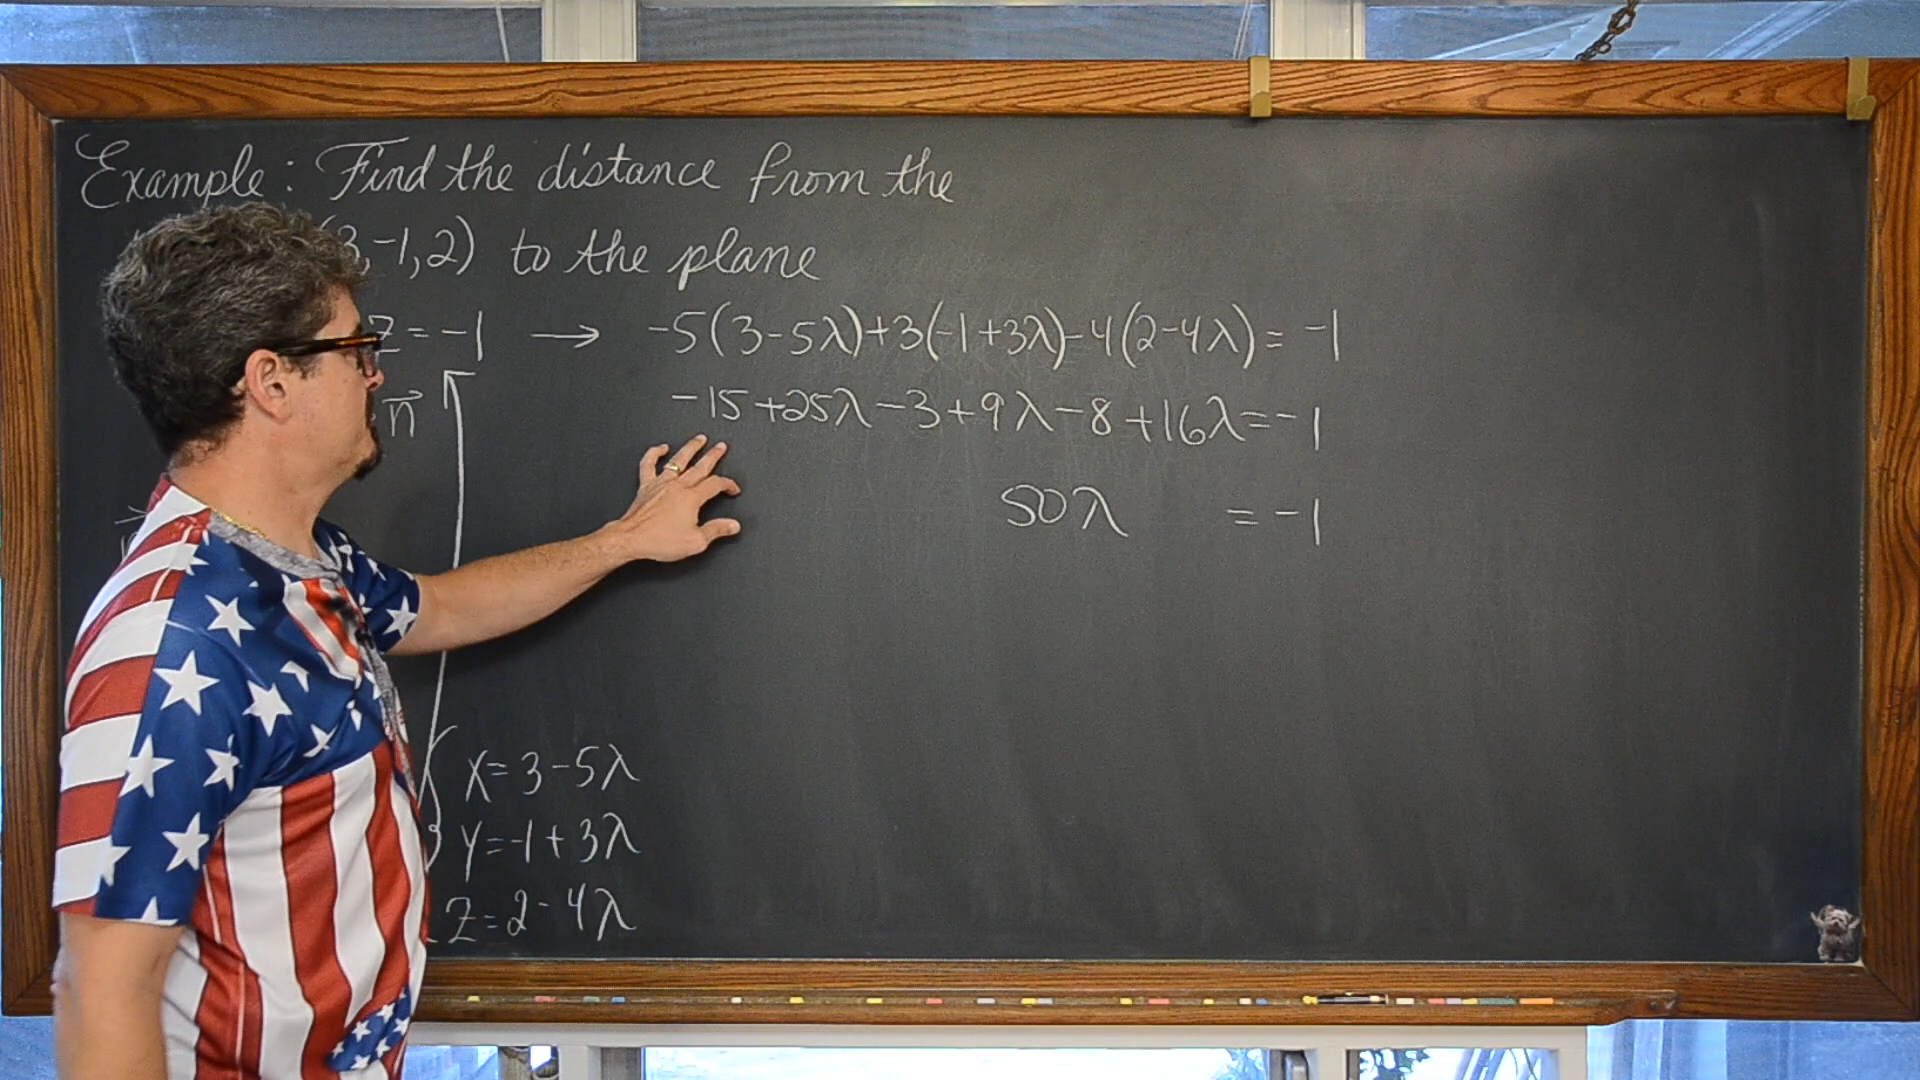 Example: Find the distance from the
(3,-1,2) to the plane
z=-1 → -5(3-5λ)+3(-1+3λ)-4(2-4λ)=-1
n⃗ -15+25λ-3+9λ-8+16λ=-1
50λ =-1
x=3-5λ
y=-1+3λ
z=2-4λ